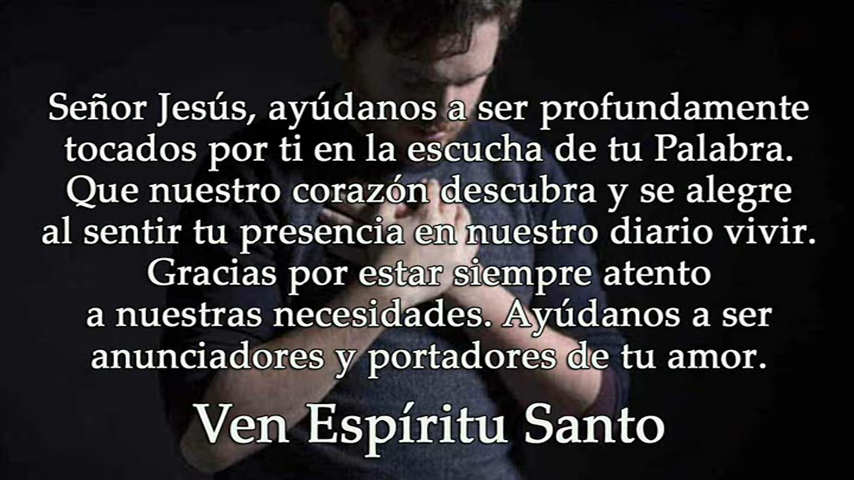 Señor Jesús, ayúdanos a ser profundamente
tocados por ti en la escucha de tu Palabra.
Que nuestro corazón descubra y se alegre
al sentir tu presencia en nuestro diario vivir.
Gracias por estar siempre atento
a nuestras necesidades. Ayúdanos a ser
anunciadores y portadores de tu amor.
Ven Espíritu Santo